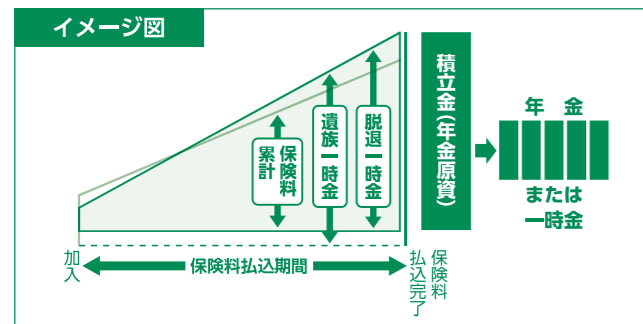 イメージ図
保険料
累計
遺族一時金
脱退一時金
積立金(年金原資)
年金
または
一時金
加入
保険料払込期間
保険料
払込完了